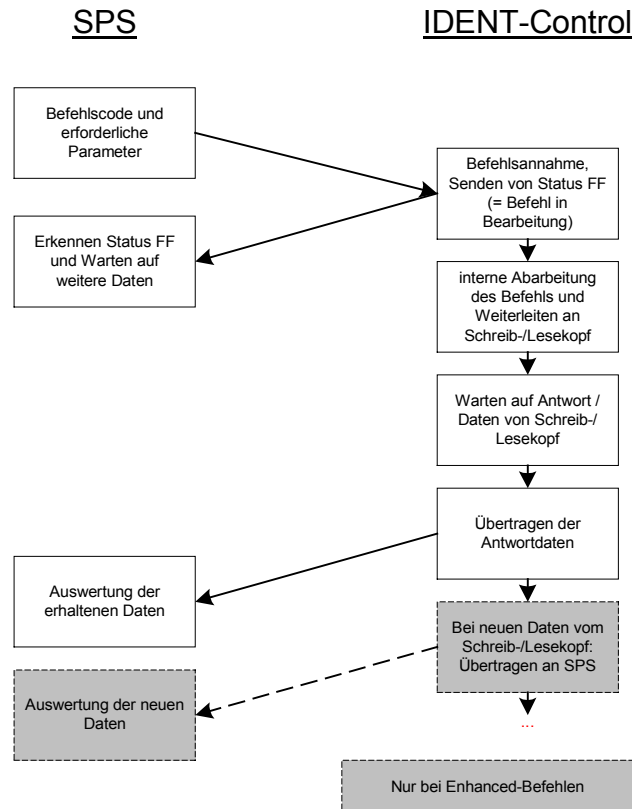 SPS
IDENT-Control
Befehlscode und
erforderliche
Parameter
Befehlsannahme,
Senden von Status FF
(= Befehl in
Bearbeitung)
Erkennen Status FF
und Warten auf
weitere Daten
interne Abarbeitung
des Befehls und
Weiterleiten an
Schreib-/Lesekopf
Warten auf Antwort /
Daten von Schreib-/
Lesekopf
Übertragen der
Antwortdaten
Auswertung der
erhaltenen Daten
Bei neuen Daten vom
Schreib-/Lesekopf:
Übertragen an SPS
Auswertung der neuen
Daten
...
Nur bei Enhanced-Befehlen